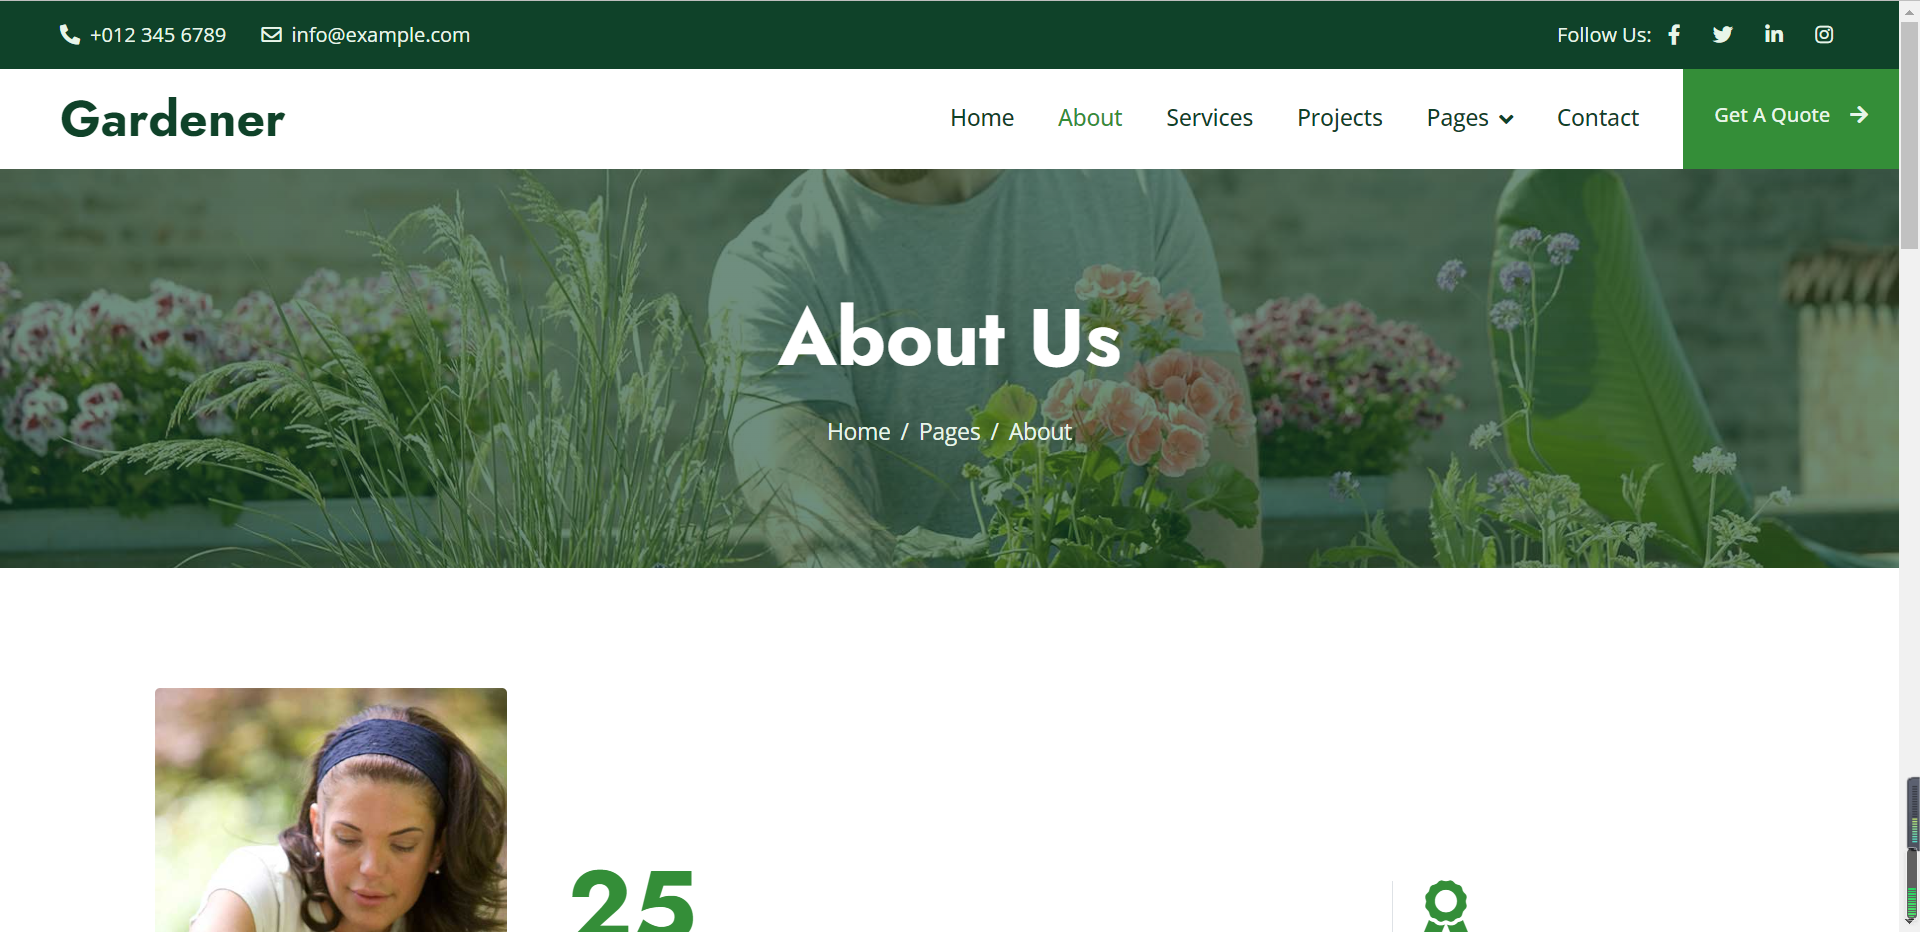 +012 345 6789 info@example.com Follow Us:
Gardener Home About Services Projects Pages Contact Get A Quote
About Us
Home / Pages / About
25